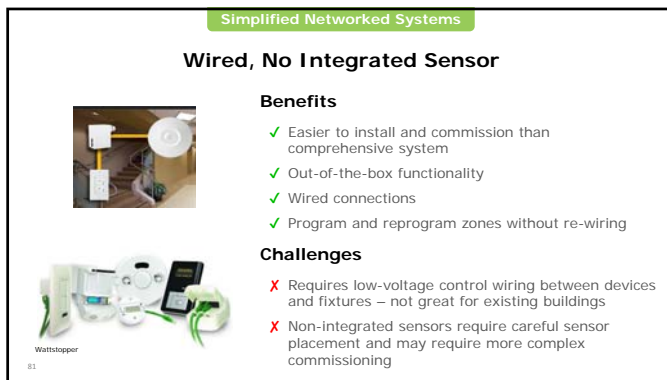 Simplified Networked Systems
Wired, No Integrated Sensor
Benefits
✓ Easier to install and commission than
comprehensive system
✓ Out-of-the-box functionality
✓ Wired connections
✓ Program and reprogram zones without re-wiring
Challenges
✗ Requires low-voltage control wiring between devices
and fixtures – not great for existing buildings
✗ Non-integrated sensors require careful sensor
placement and may require more complex
commissioning
Wattstopper
81